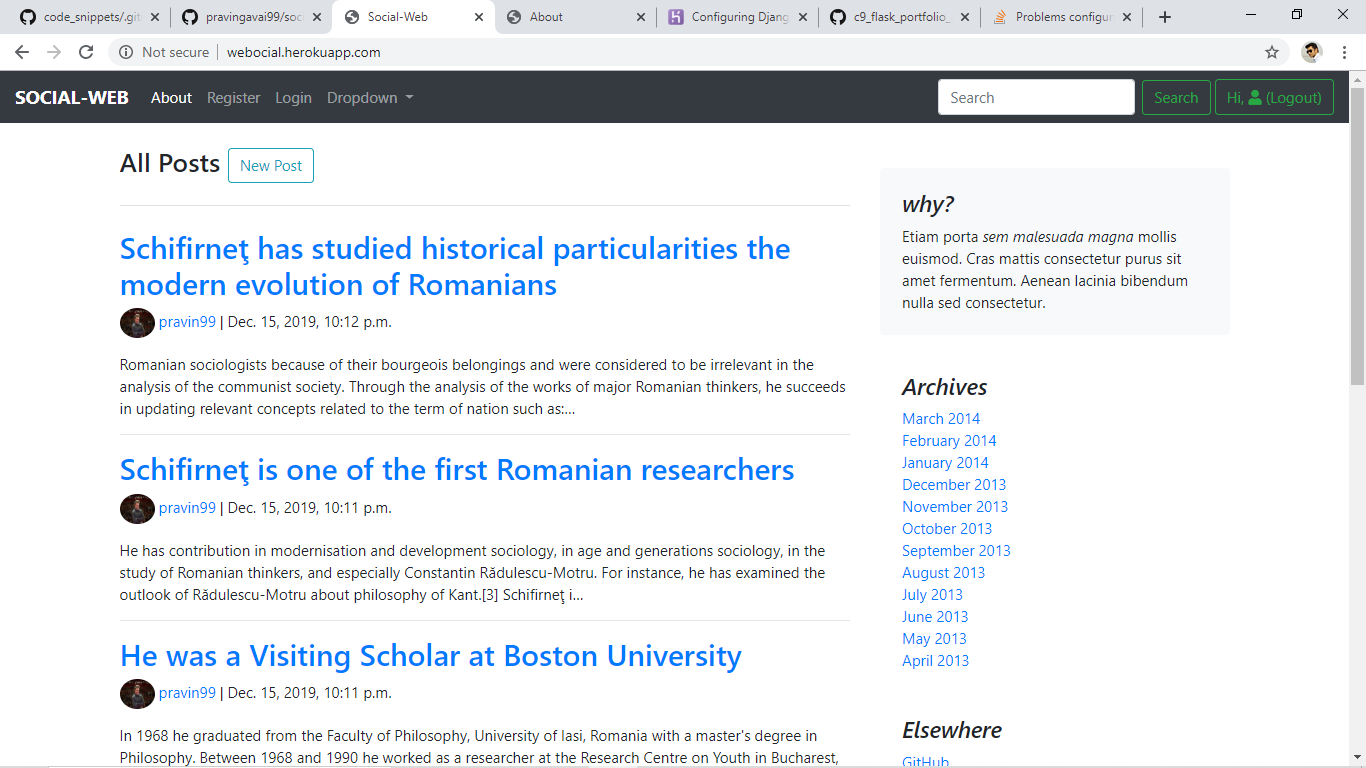 code_snippets/.git
pravingavai99/soc
Social-Web
About
Configuring Djang
c9_flask_portfolio_
Problems configur
Not secure
webocial.herokuapp.com
SOCIAL-WEB
About
Register
Login
Dropdown
Search
Search
Hi, (Logout)
All Posts
New Post
Schifirneţ has studied historical particularities the
modern evolution of Romanians
pravin99 | Dec. 15, 2019, 10:12 p.m.
Romanian sociologists because of their bourgeois belongings and were considered to be irrelevant in the
analysis of the communist society. Through the analysis of the works of major Romanian thinkers, he succeeds
in updating relevant concepts related to the term of nation such as:...
Schifirneţ is one of the first Romanian researchers
pravin99 | Dec. 15, 2019, 10:11 p.m.
He has contribution in modernisation and development sociology, in age and generations sociology, in the
study of Romanian thinkers, and especially Constantin Rădulescu-Motru. For instance, he has examined the
outlook of Rădulescu-Motru about philosophy of Kant.[3] Schifirneţ i...
He was a Visiting Scholar at Boston University
pravin99 | Dec. 15, 2019, 10:11 p.m.
In 1968 he graduated from the Faculty of Philosophy, University of Iasi, Romania with a master's degree in
Philosophy. Between 1968 and 1990 he worked as a researcher at the Research Centre on Youth in Bucharest,
why?
Etiam porta sem malesuada magna mollis
euismod. Cras mattis consectetur purus sit
amet fermentum. Aenean lacinia bibendum
nulla sed consectetur.
Archives
March 2014
February 2014
January 2014
December 2013
November 2013
October 2013
September 2013
August 2013
July 2013
June 2013
May 2013
April 2013
Elsewhere
GitHub